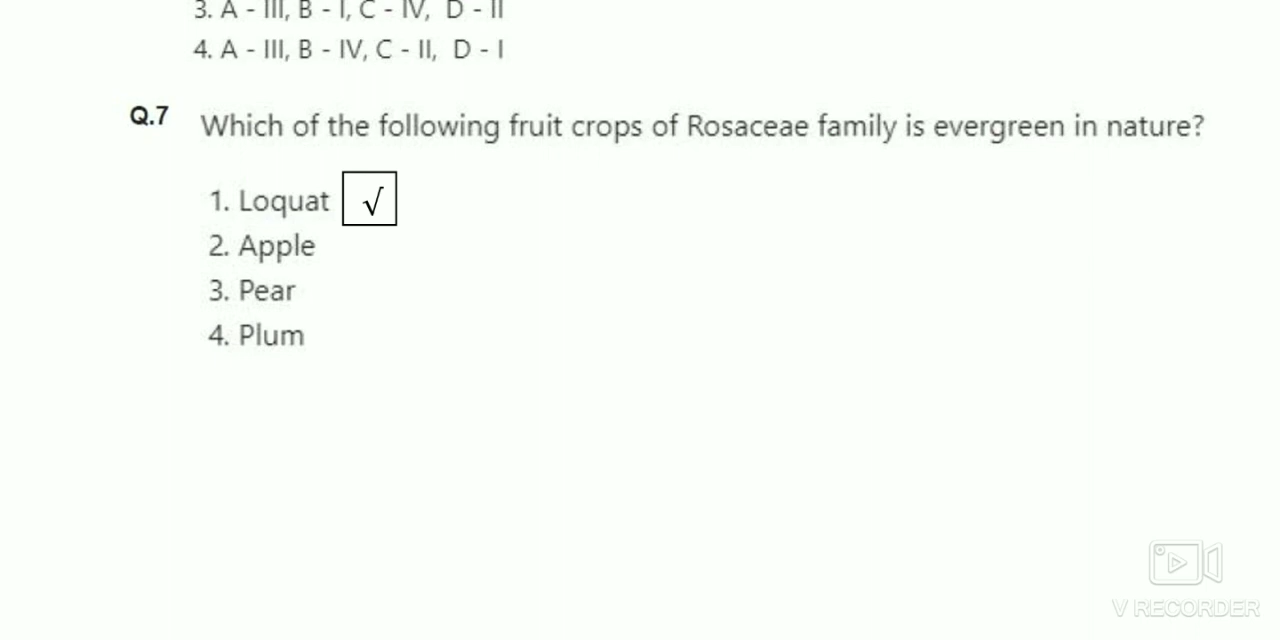 3. A - III, B - I, C - IV, D - II
4. A - III, B - IV, C - II, D - I
Q.7 Which of the following fruit crops of Rosaceae family is evergreen in nature?
1. Loquat √
2. Apple
3. Pear
4. Plum
V RECORDER